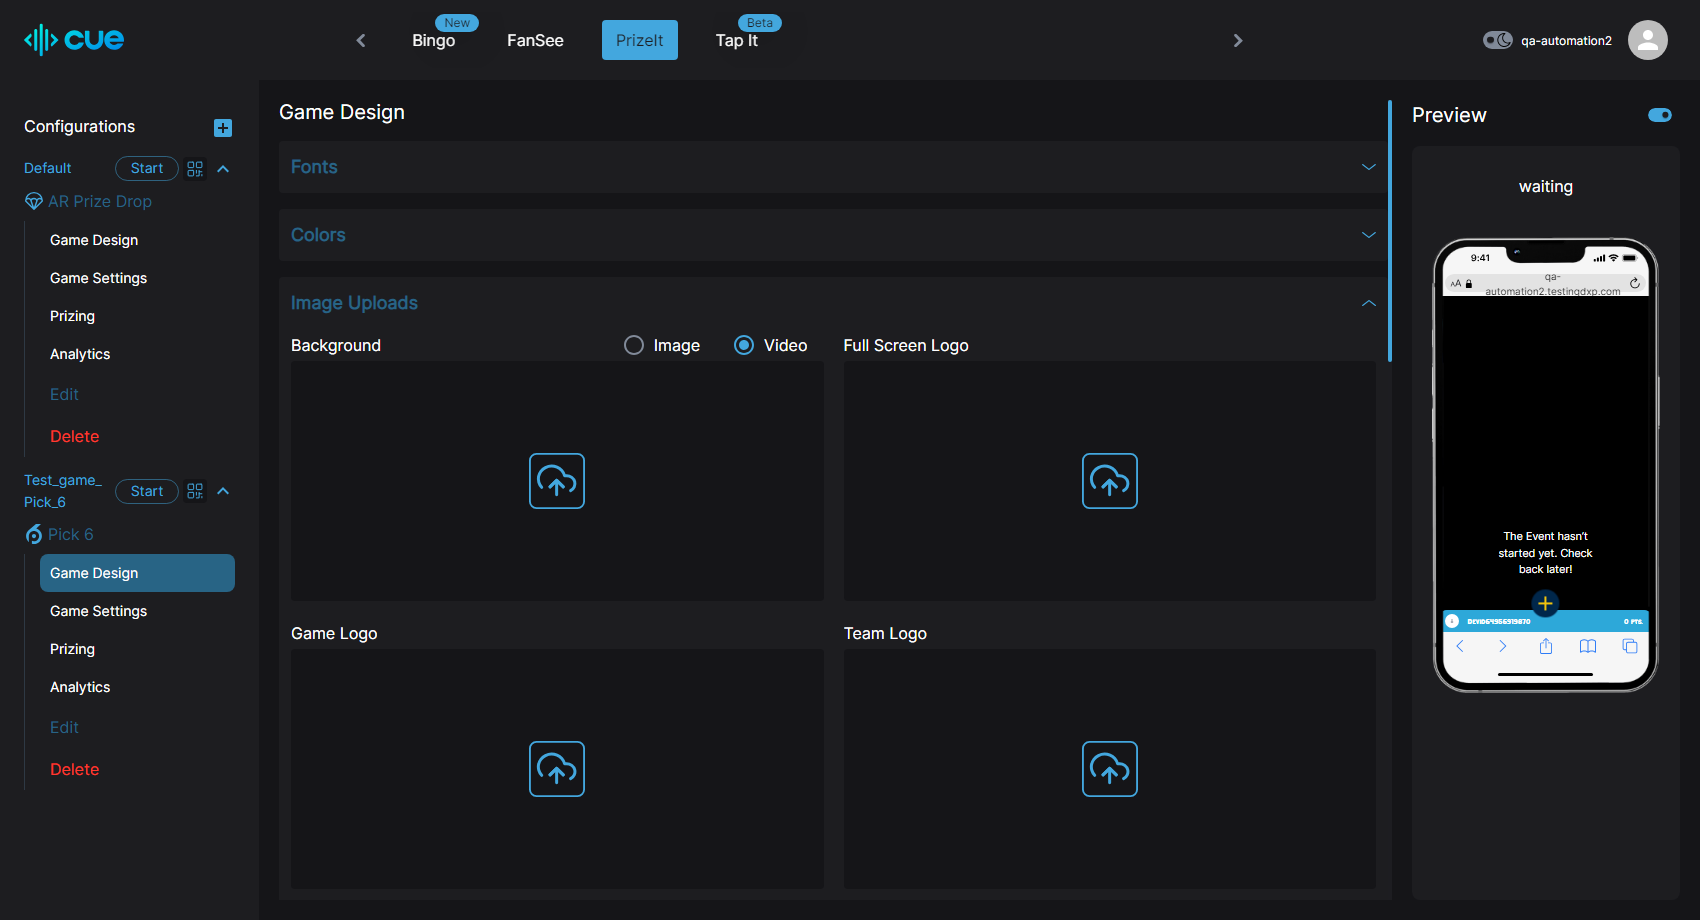 cue
New
Bingo
FanSee
PrizeIt
Beta
Tap It
qa-automation2
Configurations
Default
Start
AR Prize Drop
Game Design
Game Settings
Prizing
Analytics
Edit
Delete
Test_game_
Pick_6
Start
Pick 6
Game Design
Game Settings
Prizing
Analytics
Edit
Delete
Game Design
Fonts
Colors
Image Uploads
Background
Image
Video
Full Screen Logo
Game Logo
Team Logo
Preview
waiting
9:41
AA
qa-
automation2.testingdxp.com
The Event hasn't
started yet. Check
back later!
0 PTS.